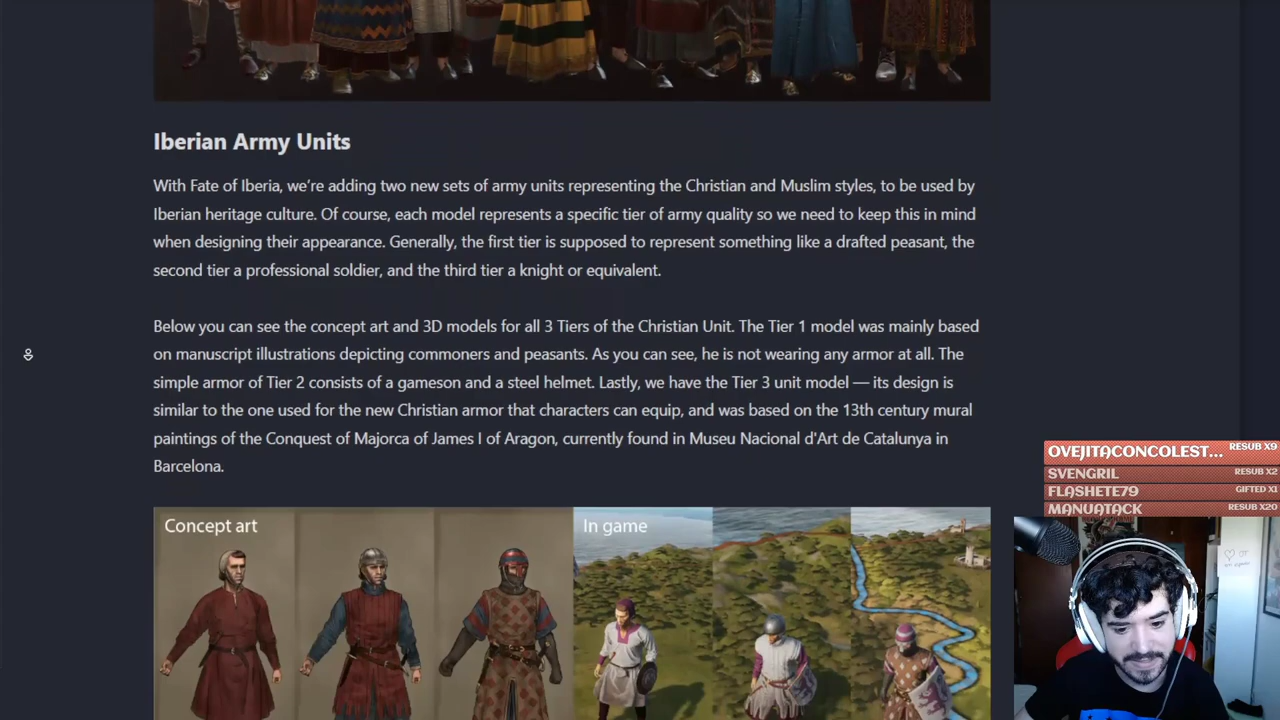 Iberian Army Units
With Fate of Iberia, we’re adding two new sets of army units representing the Christian and Muslim styles, to be used by
Iberian heritage culture. Of course, each model represents a specific tier of army quality so we need to keep this in mind
when designing their appearance. Generally, the first tier is supposed to represent something like a drafted peasant, the
second tier a professional soldier, and the third tier a knight or equivalent.
Below you can see the concept art and 3D models for all 3 Tiers of the Christian Unit. The Tier 1 model was mainly based
on manuscript illustrations depicting commoners and peasants. As you can see, he is not wearing any armor at all. The
simple armor of Tier 2 consists of a gameson and a steel helmet. Lastly, we have the Tier 3 unit model — its design is
similar to the one used for the new Christian armor that characters can equip, and was based on the 13th century mural
paintings of the Conquest of Majorca of James I of Aragon, currently found in Museu Nacional d'Art de Catalunya in
Barcelona.
Concept art
In game
OVEJITACONCOLEST... RESUB X9
SVENGRIL RESUB X2
FLASHETE79 GIFTED X1
MANUATACK RESUB X20